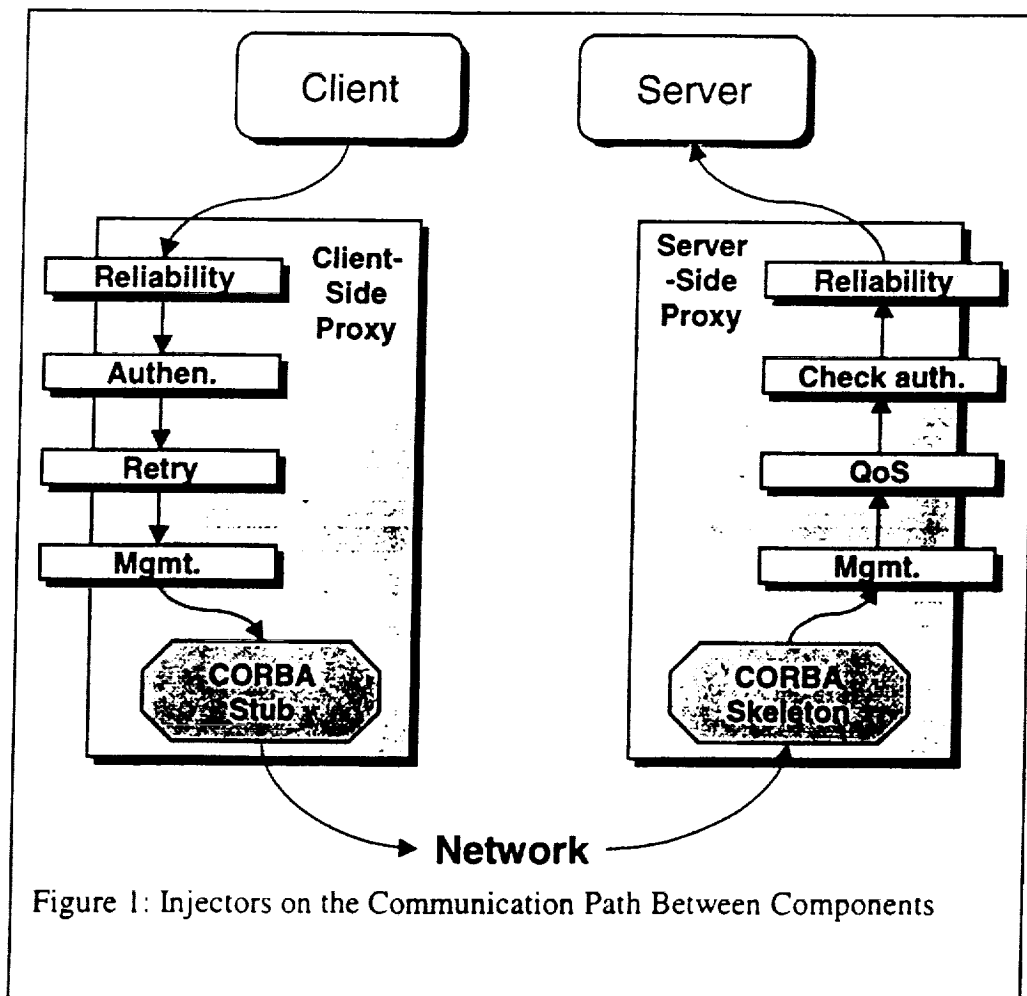 Client
Server
Client-
Side
Proxy
Reliability
Authen.
Retry
Mgmt.
CORBA
Stub
Server
-Side
Proxy
Reliability
Check auth.
QoS
Mgmt.
CORBA
Skeleton
Network
Figure 1: Injectors on the Communication Path Between Components